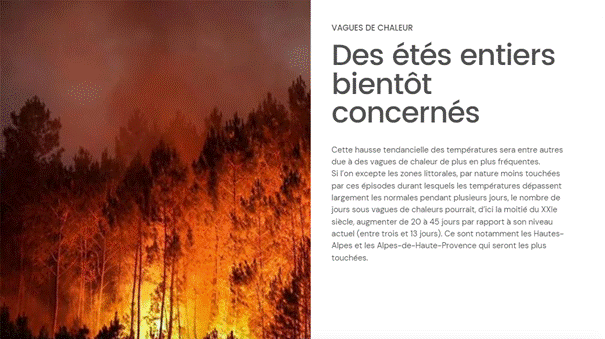 VAGUES DE CHALEUR
Des étés entiers
bientôt
concernés
Cette hausse tendancielle des températures sera entre autres
due à des vagues de chaleur de plus en plus fréquentes.
Si l'on excepte les zones littorales, par nature moins touchées
par ces épisodes durant lesquels les températures dépassent
largement les normales pendant plusieurs jours, le nombre de
jours sous vagues de chaleurs pourrait, d'ici la moitié du XXIe
siècle, augmenter de 20 à 45 jours par rapport à son niveau
actuel (entre trois et 13 jours). Ce sont notamment les Hautes-
Alpes et les Alpes-de-Haute-Provence qui seront les plus
touchées.